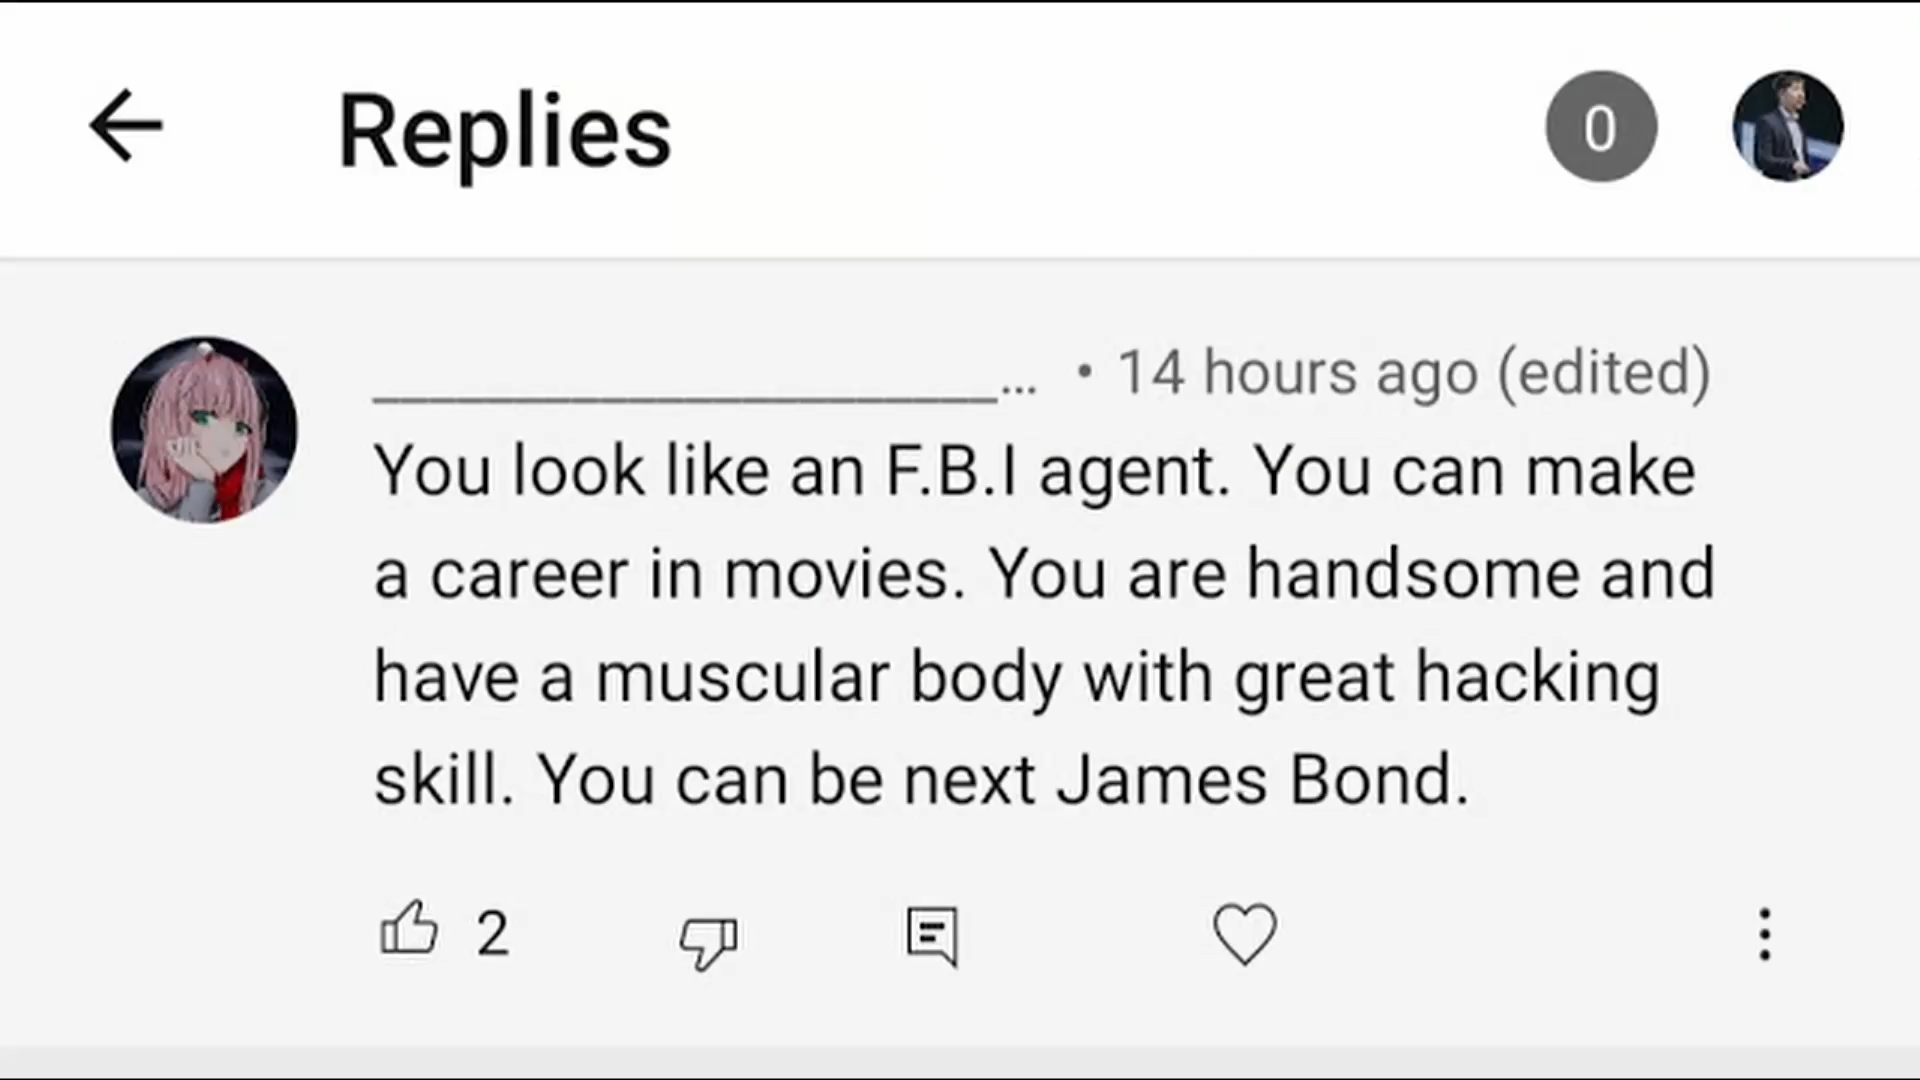 Replies
0
_______________________... • 14 hours ago (edited)
You look like an F.B.I agent. You can make
a career in movies. You are handsome and
have a muscular body with great hacking
skill. You can be next James Bond.
2